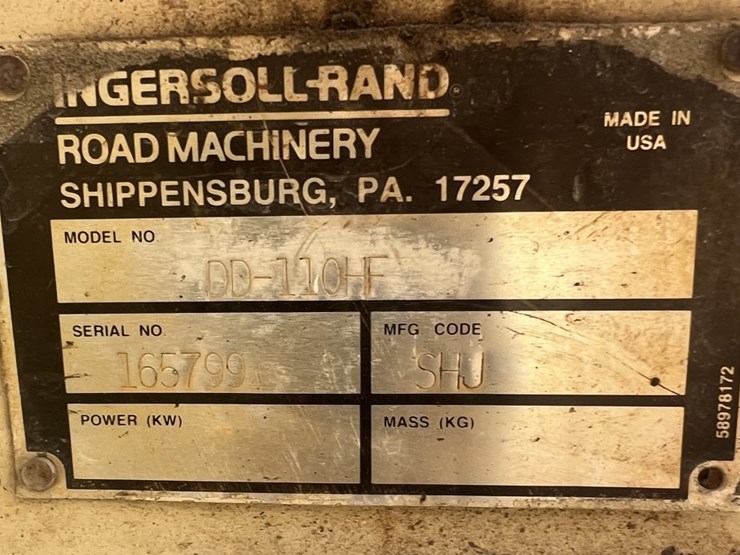 INGERSOLL-RAND®
ROAD MACHINERY
MADE IN
USA
SHIPPENSBURG, PA. 17257
MODEL NO
DD-110HF
SERIAL NO.
165799
MFG CODE
SHJ
POWER (KW)
MASS (KG)
58978172